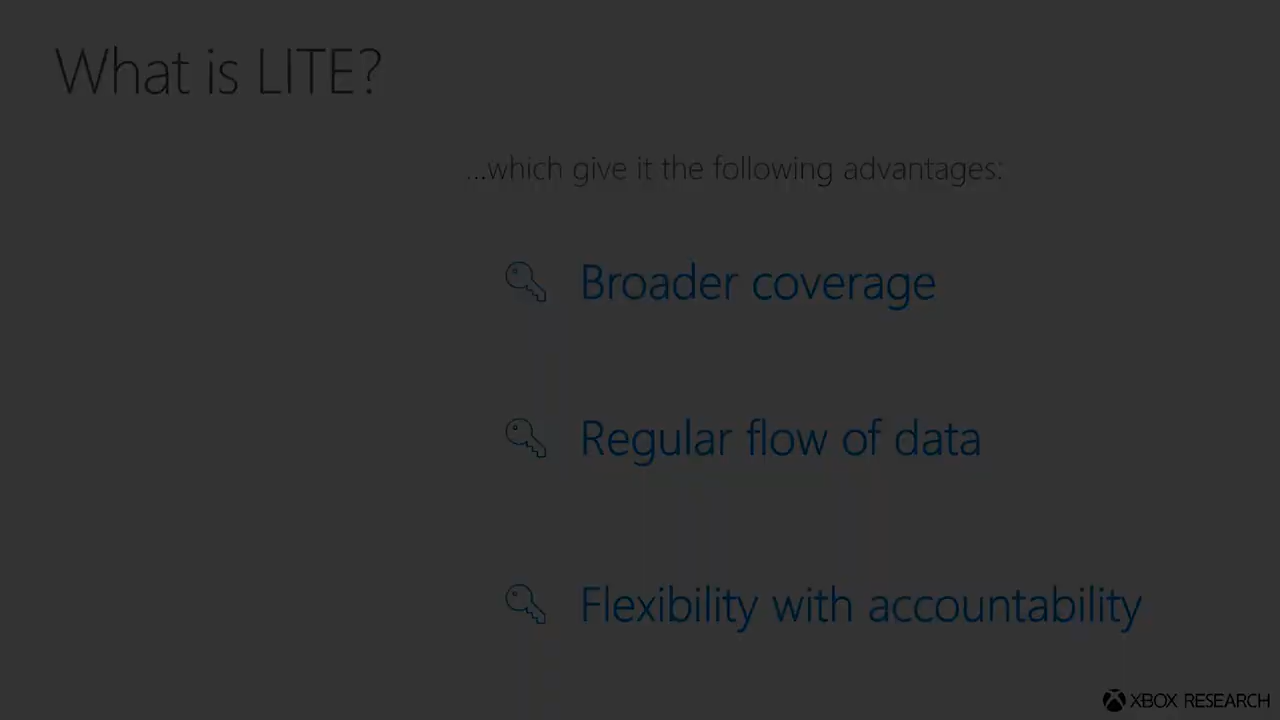 What is LITE?
...which give it the following advantages:
Broader coverage
Regular flow of data
Flexibility with accountability
XBOX RESEARCH